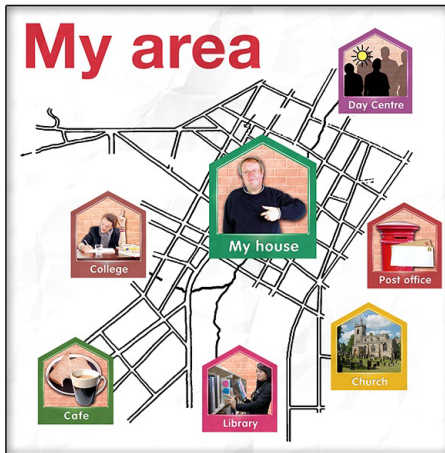 My area
Day Centre
My house
College
Post office
Church
Cafe
Library